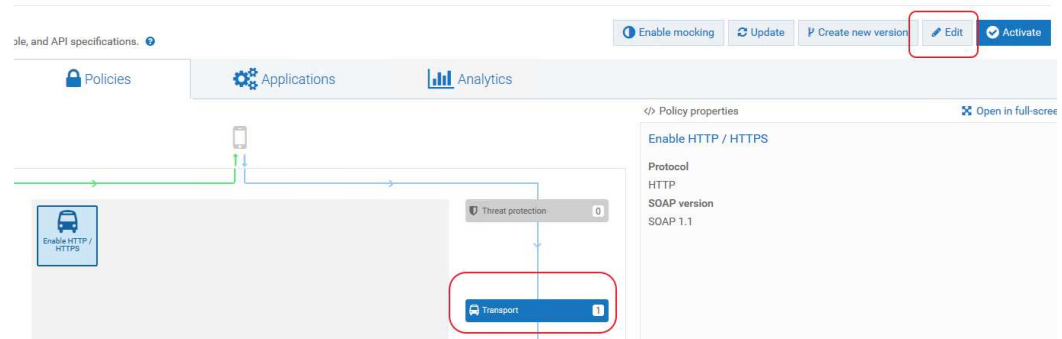 Enable mocking Update Create new version Edit Activate
ple, and API specifications.
Policies Applications Analytics
</> Policy properties Open in full-scree
Enable HTTP / HTTPS
Protocol
HTTP
SOAP version
SOAP 1.1
Threat protection 0
Enable HTTP /
HTTPS
Transport 1